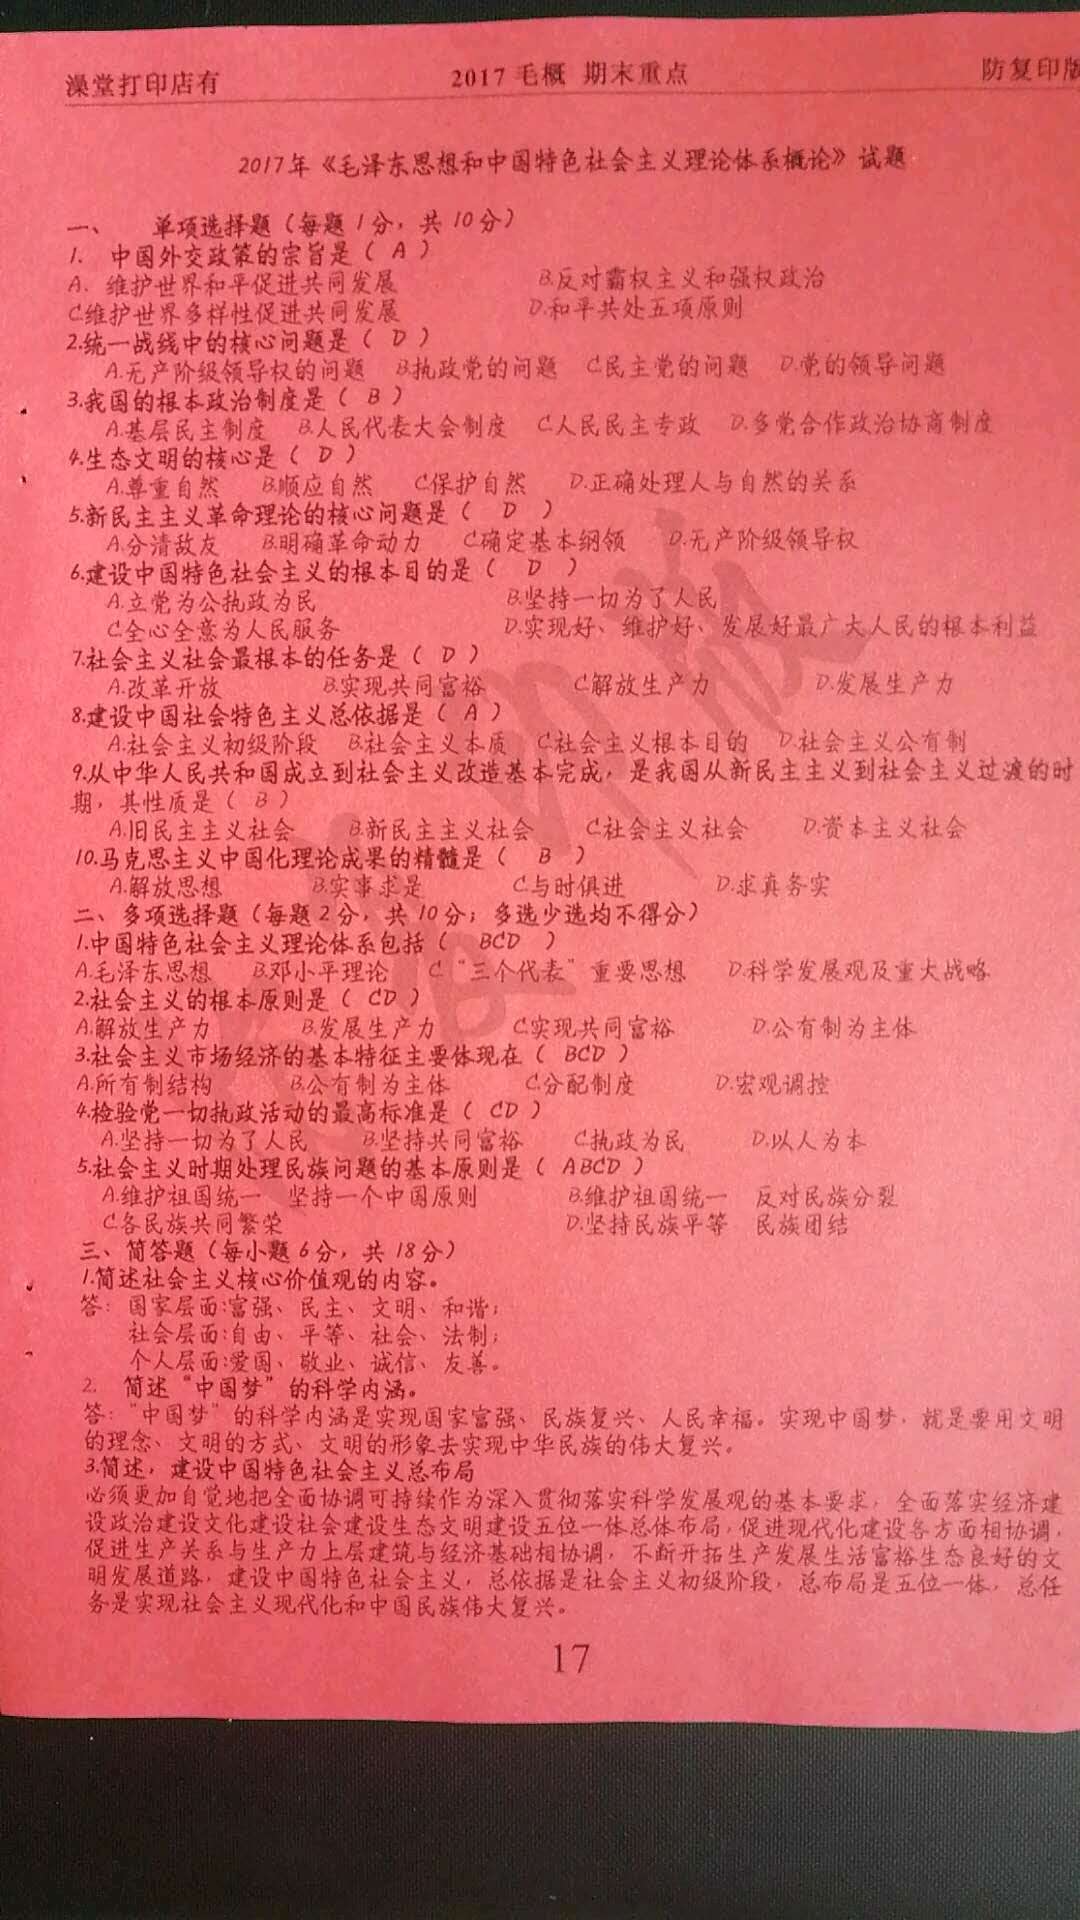 澡堂打印店有 2017 毛概 期末重点 防复印版
2017年《毛泽东思想和中国特色社会主义理论体系概论》试题
一、 单项选择题（每题1分，共10分）
1. 中国外交政策的宗旨是（ A ）
A. 维护世界和平促进共同发展 B.反对霸权主义和强权政治
C.维护世界多样性促进共同发展 D.和平共处五项原则
2.统一战线中的核心问题是（ D ）
A.无产阶级领导权的问题 B.执政党的问题 C.民主党的问题 D.党的领导问题
3.我国的根本政治制度是（ B ）
A.基层民主制度 B.人民代表大会制度 C.人民民主专政 D.多党合作政治协商制度
4.生态文明的核心是（ D ）
A.尊重自然 B.顺应自然 C.保护自然 D.正确处理人与自然的关系
5.新民主主义革命理论的核心问题是（ D ）
A.分清敌友 B.明确革命动力 C.确定基本纲领 D.无产阶级领导权
6.建设中国特色社会主义的根本目的是（ D ）
A.立党为公执政为民 B.坚持一切为了人民
C.全心全意为人民服务 D.实现好、维护好、发展好最广大人民的根本利益
7.社会主义社会最根本的任务是（ D ）
A.改革开放 B.实现共同富裕 C.解放生产力 D.发展生产力
8.建设中国社会特色主义总依据是（ A ）
A.社会主义初级阶段 B.社会主义本质 C.社会主义根本目的 D.社会主义公有制
9.从中华人民共和国成立到社会主义改造基本完成，是我国从新民主主义到社会主义过渡的时
期，其性质是（ B ）
A.旧民主主义社会 B.新民主主义社会 C.社会主义社会 D.资本主义社会
10.马克思主义中国化理论成果的精髓是（ B ）
A.解放思想 B.实事求是 C.与时俱进 D.求真务实
二、多项选择题（每题2分，共10分；多选少选均不得分）
1.中国特色社会主义理论体系包括（ BCD ）
A.毛泽东思想 B.邓小平理论 C.“三个代表”重要思想 D.科学发展观及重大战略
2.社会主义的根本原则是（ CD ）
A.解放生产力 B.发展生产力 C.实现共同富裕 D.公有制为主体
3.社会主义市场经济的基本特征主要体现在（ BCD ）
A.所有制结构 B.公有制为主体 C.分配制度 D.宏观调控
4.检验党一切执政活动的最高标准是（ CD ）
A.坚持一切为了人民 B.坚持共同富裕 C.执政为民 D.以人为本
5.社会主义时期处理民族问题的基本原则是（ ABCD ）
A.维护祖国统一 坚持一个中国原则 B.维护祖国统一 反对民族分裂
C.各民族共同繁荣 D.坚持民族平等 民族团结
三、简答题（每小题6分，共18分）
1.简述社会主义核心价值观的内容。
答： 国家层面:富强、民主、文明、和谐；
社会层面:自由、平等、社会、法制；
个人层面:爱国、敬业、诚信、友善。
2. 简述“中国梦”的科学内涵。
答：“中国梦”的科学内涵是实现国家富强、民族复兴、人民幸福。实现中国梦，就是要用文明
的理念、文明的方式、文明的形象去实现中华民族的伟大复兴。
3.简述，建设中国特色社会主义总布局
必须更加自觉地把全面协调可持续作为深入贯彻落实科学发展观的基本要求，全面落实经济建
设政治建设文化建设社会建设生态文明建设五位一体总体布局，促进现代化建设各方面相协调，
促进生产关系与生产力上层建筑与经济基础相协调，不断开拓生产发展生活富裕生态良好的文
明发展道路，建设中国特色社会主义，总依据是社会主义初级阶段，总布局是五位一体，总任
务是实现社会主义现代化和中国民族伟大复兴。
17